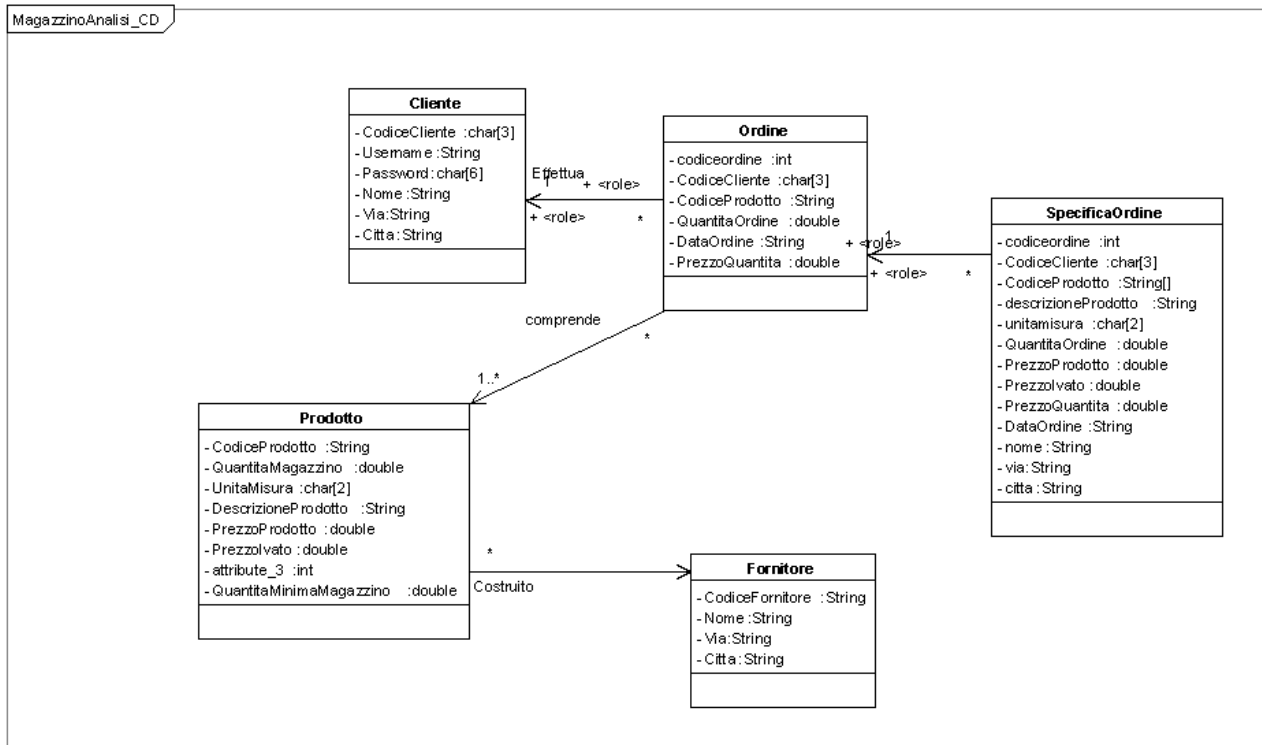 MagazzinoAnalisi_CD
Cliente
- CodiceCliente :char[3]
- Username :String
- Password :char[6]
- Nome :String
- Via:String
- Citta :String
Effettua
1
+ <role>
+ <role>
*
Ordine
- codiceordine :int
- CodiceCliente :char[3]
- CodiceProdotto :String
- QuantitaOrdine :double
- DataOrdine :String
- PrezzoQuantita :double
1
+ <role>
+ <role>
*
SpecificaOrdine
- codiceordine :int
- CodiceCliente :char[3]
- CodiceProdotto :String[]
- descrizioneProdotto :String
- unitamisura :char[2]
- QuantitaOrdine :double
- PrezzoProdotto :double
- PrezzoIvato :double
- PrezzoQuantita :double
- DataOrdine :String
- nome :String
- via:String
- citta :String
comprende
*
1..*
Prodotto
- CodiceProdotto :String
- QuantitaMagazzino :double
- UnitaMisura :char[2]
- DescrizioneProdotto :String
- PrezzoProdotto :double
- PrezzoIvato :double
- attribute_3 :int
- QuantitaMinimaMagazzino :double
*
Costruito
Fornitore
- CodiceFornitore :String
- Nome :String
- Via:String
- Citta:String